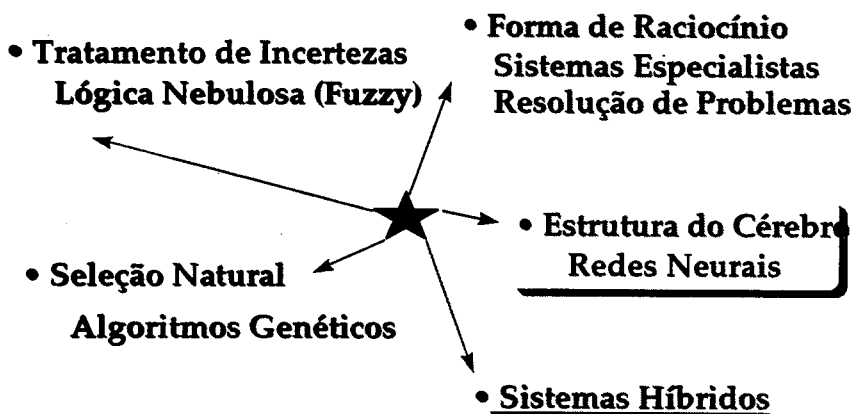 • Tratamento de Incertezas
Lógica Nebulosa (Fuzzy)
• Forma de Raciocínio
Sistemas Especialistas
Resolução de Problemas
• Estrutura do Cérebro
Redes Neurais
• Seleção Natural
Algoritmos Genéticos
• Sistemas Híbridos